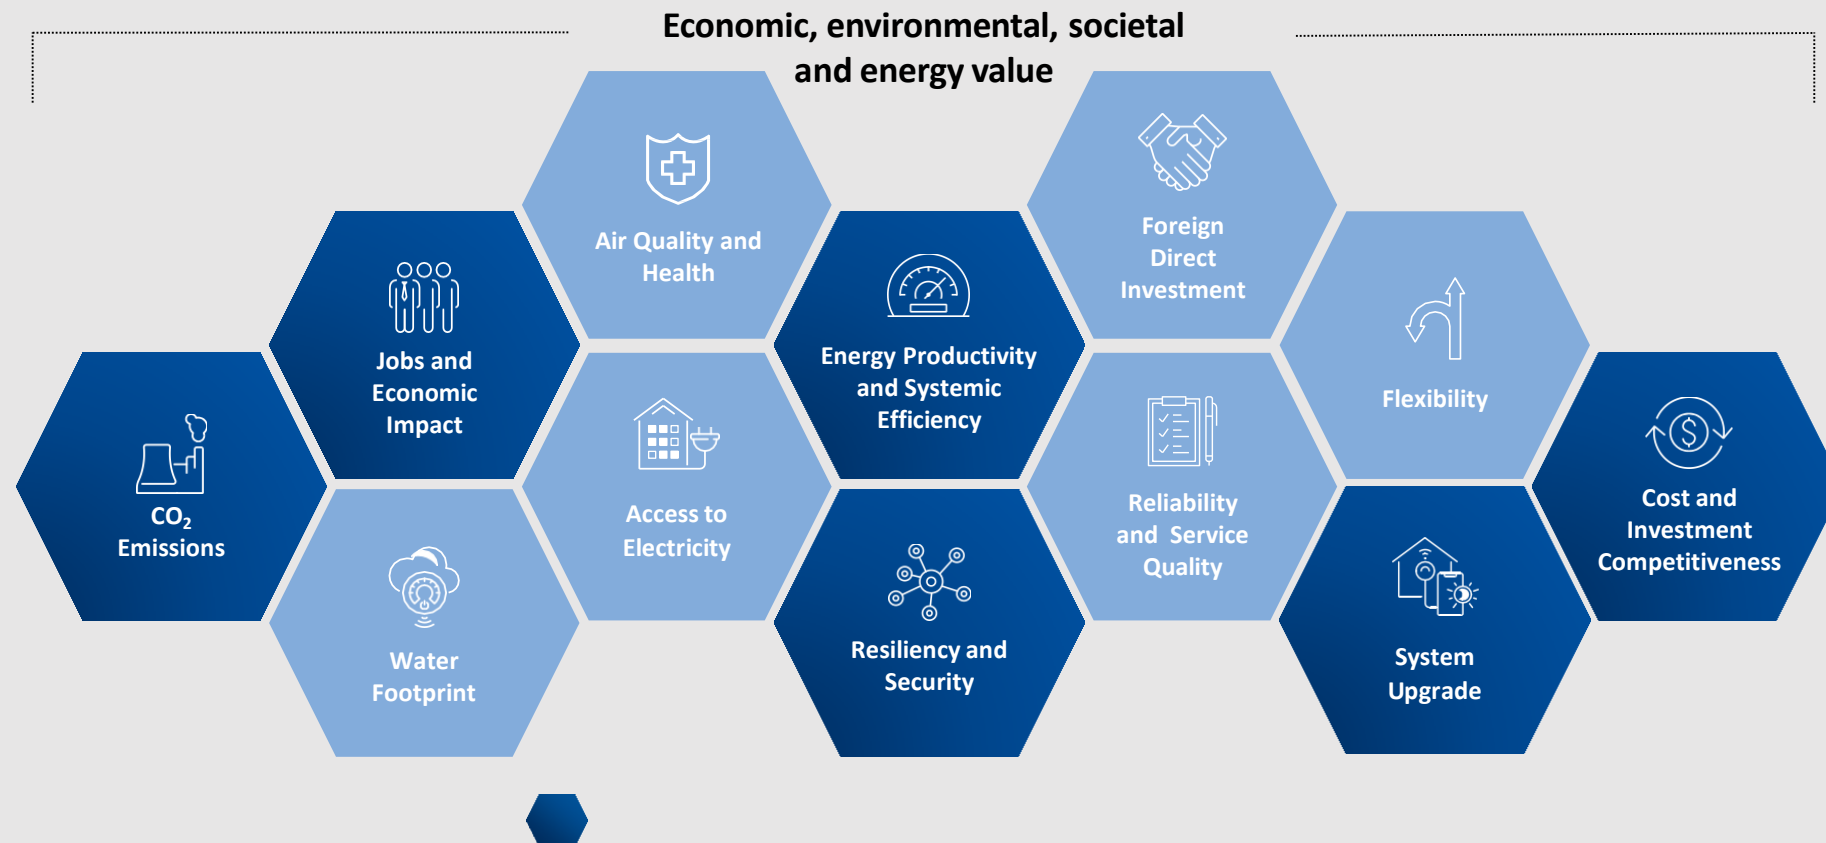 Economic, environmental, societal
and energy value
Air Quality and
Health
Foreign
Direct
Investment
Jobs and
Economic
Impact
Energy Productivity
and Systemic
Efficiency
Flexibility
CO₂
Emissions
Access to
Electricity
Reliability
and Service
Quality
Cost and
Investment
Competitiveness
Water
Footprint
Resiliency and
Security
System
Upgrade